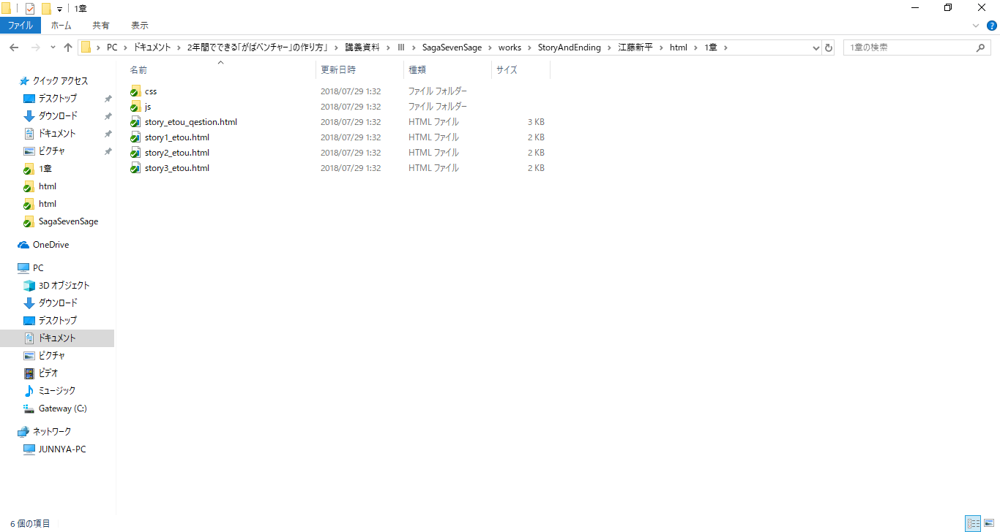 1章
ファイル ホーム 共有 表示
PC ドキュメント 2年間でできる「がばベンチャー」の作り方」 講義資料 III SagaSevenSage works StoryAndEnding 江藤新平 html 1章 1章の検索
名前 更新日時 種類 サイズ
クイック アクセス
デスクトップ
ダウンロード
ドキュメント
ピクチャ
1章
html
html
SagaSevenSage
OneDrive
PC
3D オブジェクト
ダウンロード
デスクトップ
ドキュメント
ピクチャ
ビデオ
ミュージック
Gateway (C:)
ネットワーク
JUNNYA-PC
css 2018/07/29 1:32 ファイル フォルダー
js 2018/07/29 1:32 ファイル フォルダー
story_etou_qestion.html 2018/07/29 1:32 HTML ファイル 3 KB
story1_etou.html 2018/07/29 1:32 HTML ファイル 2 KB
story2_etou.html 2018/07/29 1:32 HTML ファイル 2 KB
story3_etou.html 2018/07/29 1:32 HTML ファイル 2 KB
6 個の項目